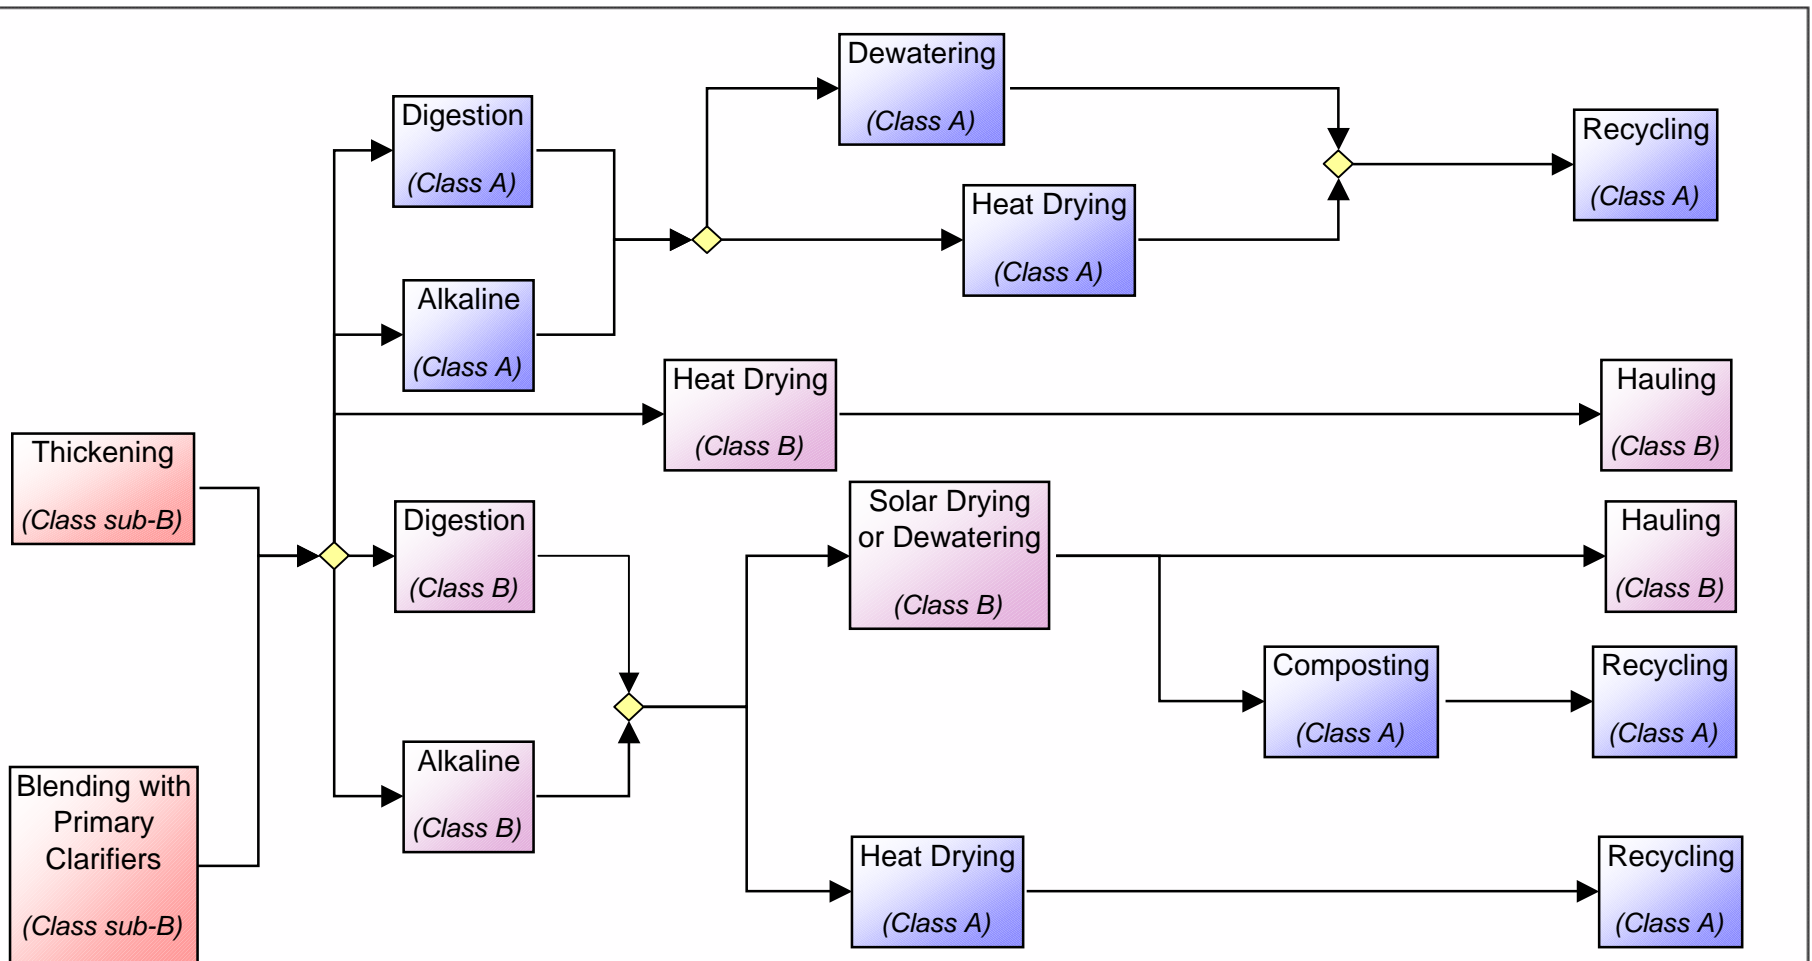 Dewatering
(Class A)
Digestion
(Class A)
Recycling
(Class A)
Heat Drying
(Class A)
Alkaline
(Class A)
Heat Drying
(Class B)
Hauling
(Class B)
Thickening
(Class sub-B)
Digestion
(Class B)
Solar Drying
or Dewatering
(Class B)
Hauling
(Class B)
Composting
(Class A)
Recycling
(Class A)
Alkaline
(Class B)
Blending with
Primary
Clarifiers
(Class sub-B)
Heat Drying
(Class A)
Recycling
(Class A)